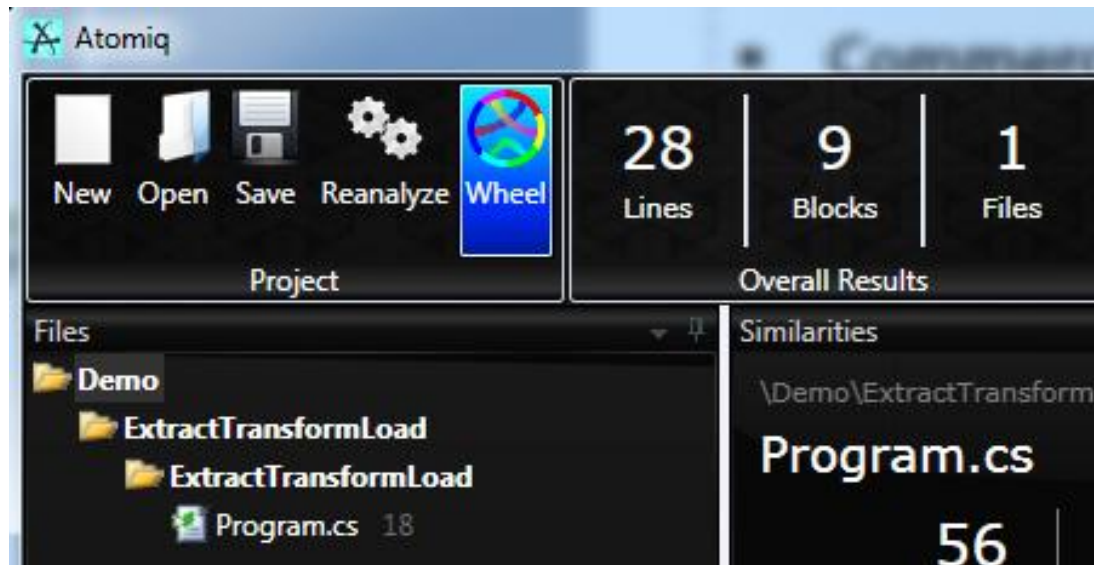 Atomiq
Commen
New Open Save Reanalyze Wheel
Project
28 9 1
Lines Blocks Files
Overall Results
Files
Demo
ExtractTransformLoad
ExtractTransformLoad
Program.cs 18
Similarities
\Demo\ExtractTransform
Program.cs
56